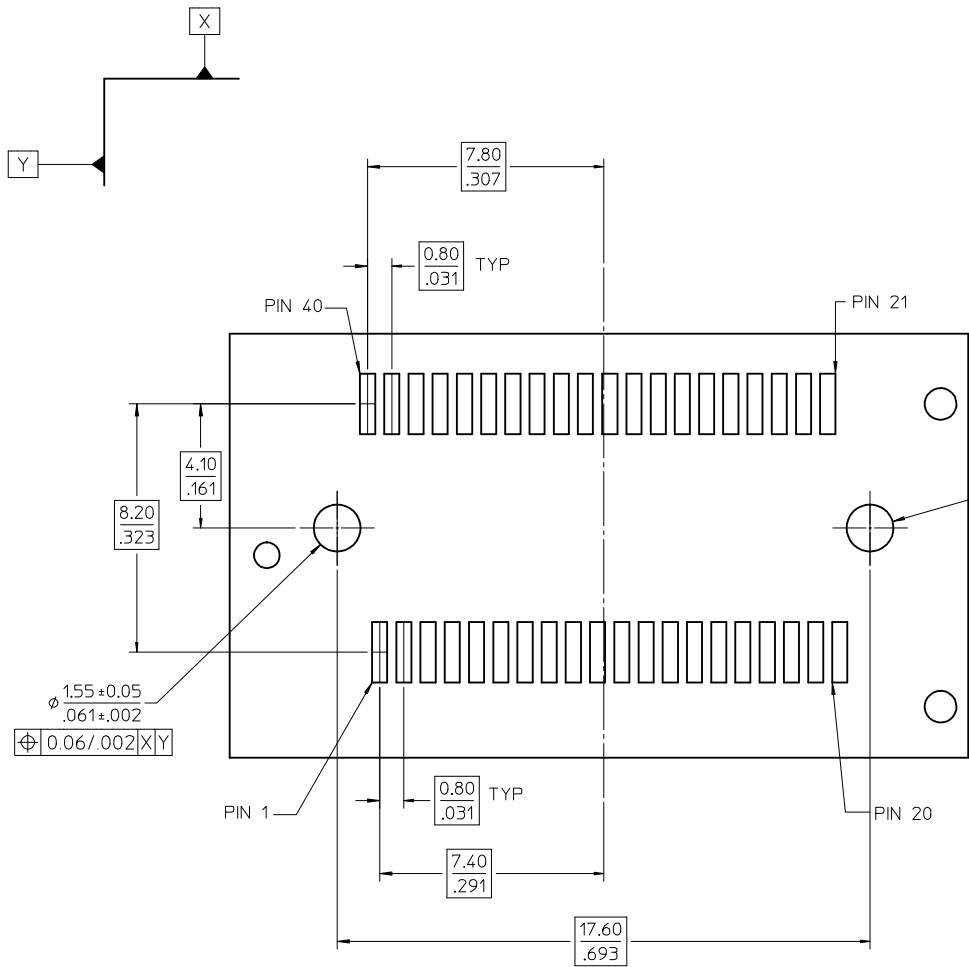 X
Y
7.80
.307
0.80
.031
TYP
PIN 40
PIN 21
4.10
.161
8.20
.323
⌀ 1.55±0.05
.061±.002
⌖ 0.06/.002 X Y
PIN 1
0.80
.031
TYP
PIN 20
7.40
.291
17.60
.693